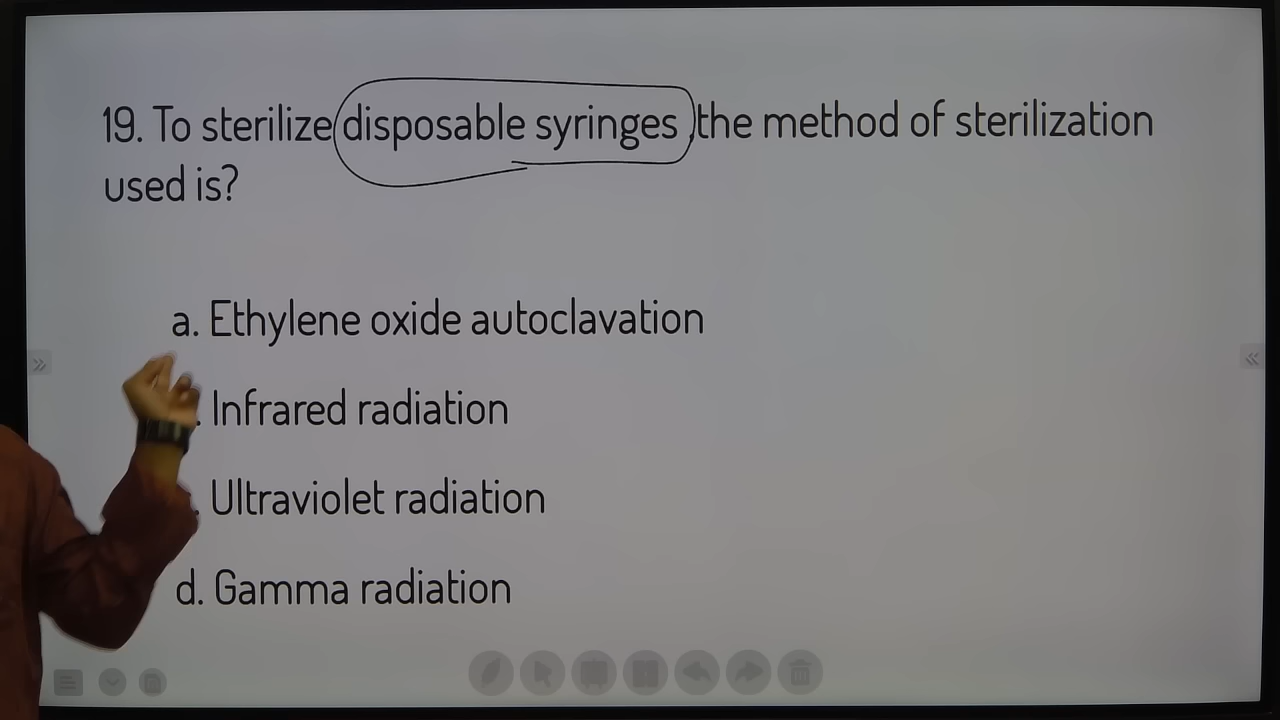 19. To sterilize disposable syringes the method of sterilization
used is?
a. Ethylene oxide autoclavation
. Infrared radiation
. Ultraviolet radiation
d. Gamma radiation